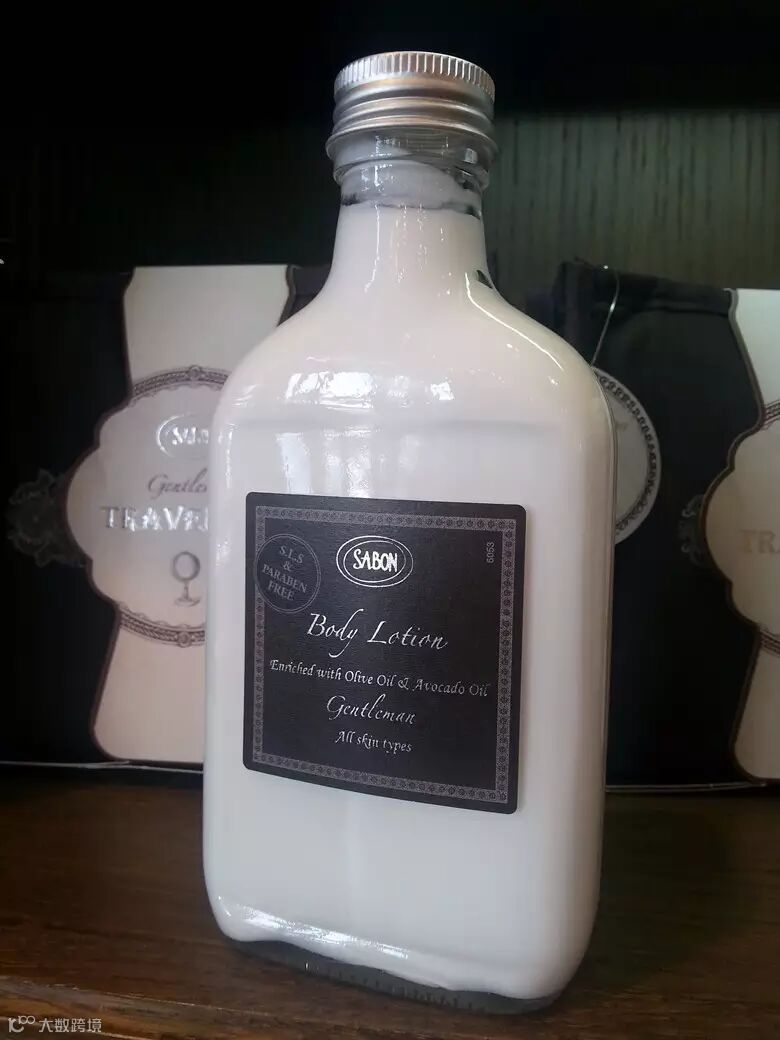 S.L.S
&
PARABEN
FREE
SABON
6053
Body Lotion
Enriched with Olive Oil & Avocado Oil
Gentleman
All skin types
大数跨境